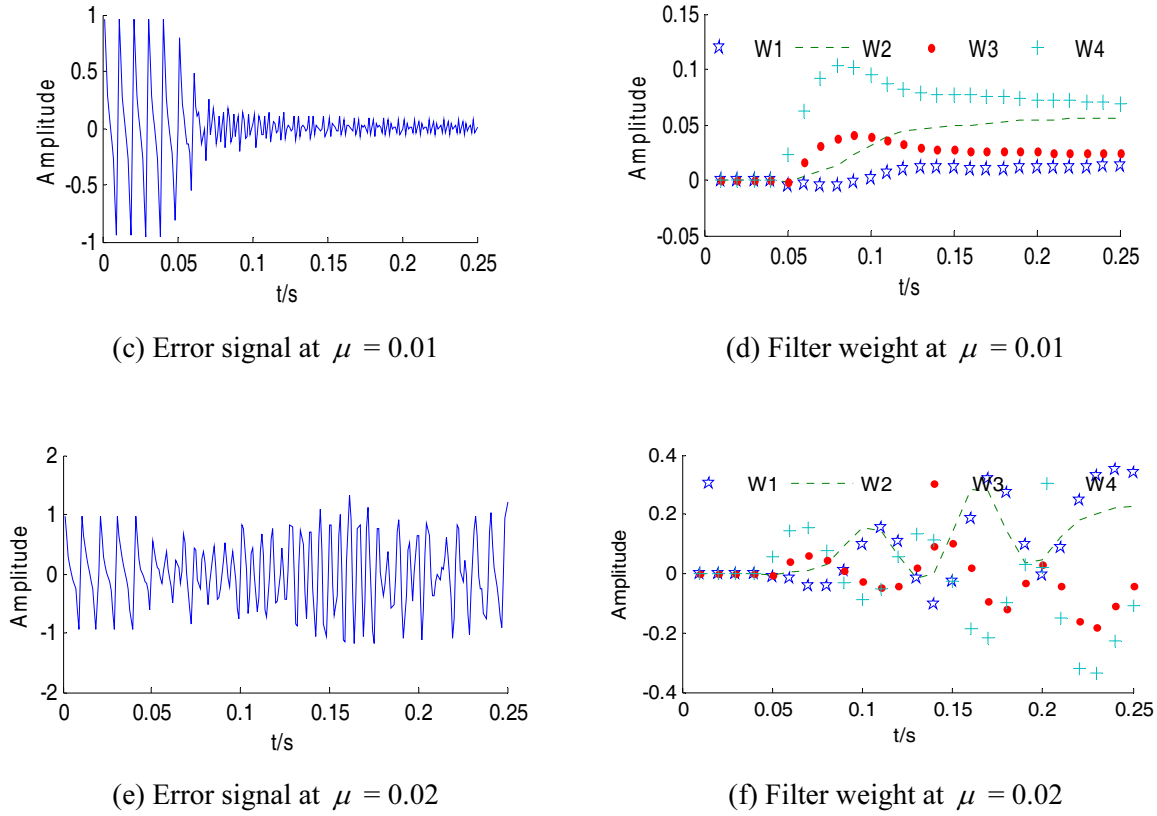 1
0.5
0
-0.5
-1
Amplitude
0 0.05 0.1 0.15 0.2 0.25
t/s
(c) Error signal at μ = 0.01
0.15
0.1
0.05
0
-0.05
Amplitude
W1 W2 W3 W4
0 0.05 0.1 0.15 0.2 0.25
t/s
(d) Filter weight at μ = 0.01
2
1
0
-1
-2
Amplitude
0 0.05 0.1 0.15 0.2 0.25
t/s
(e) Error signal at μ = 0.02
0.4
0.2
0
-0.2
-0.4
Amplitude
W1 W2 W3 W4
0 0.05 0.1 0.15 0.2 0.25
t/s
(f) Filter weight at μ = 0.02